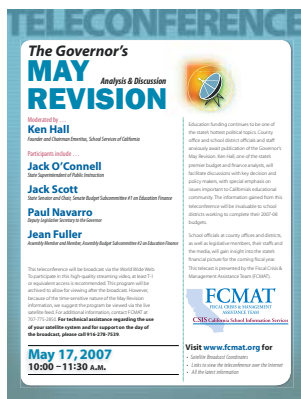 TELECONFERENCE
The Governor's
MAY
Analysis & Discussion
REVISION
Moderated by . . .
Ken Hall
Founder and Chairman Emeritus, School Services of California
Participants include . . .
Jack O'Connell
State Superintendent of Public Instruction
Jack Scott
State Senator and Chair, Senate Budget Subcommittee #1 on Education Finance
Paul Navarro
Deputy Legislative Secretary to the Governor
Jean Fuller
Assembly Member and Member, Assembly Budget Subcommittee #2 on Education Finance
This teleconference will be broadcast via the World Wide Web.
To participate in this high-quality streaming video, at least T-1
or equivalent access is recommended. This program will be
archived to allow for viewing after the broadcast. However,
because of the time-sensitive nature of the May Revision
information, we suggest the program be viewed via the live
satellite feed. For additional information, contact FCMAT at
707-775-2850. For technical assistance regarding the use
of your satellite system and for support on the day of
the broadcast, please call 916-278-7539.
May 17, 2007
10:00 – 11:30 A.M.
Education funding continues to be one of
the state's hottest political topics. County
office and school district officials and staff
anxiously await publication of the Governor's
May Revision. Ken Hall, one of the state's
premier budget and finance analysts, will
facilitate discussions with key decision and
policy makers, with special emphasis on
issues important to California's educational
community. The information gained from this
teleconference will be invaluable to school
districts working to complete their 2007-08
budgets.
School officials at county offices and districts,
as well as legislative members, their staffs and
the media, will gain insight into the state's
financial picture for the coming fiscal year.
This telecast is presented by the Fiscal Crisis &
Management Assistance Team (FCMAT).
FCMAT
FISCAL CRISIS & MANAGEMENT
ASSISTANCE TEAM
CSIS California School Information Services
Visit www.fcmat.org for
• Satellite Broadcast Coordinates
• Links to view the teleconference over the Internet
• All the latest information